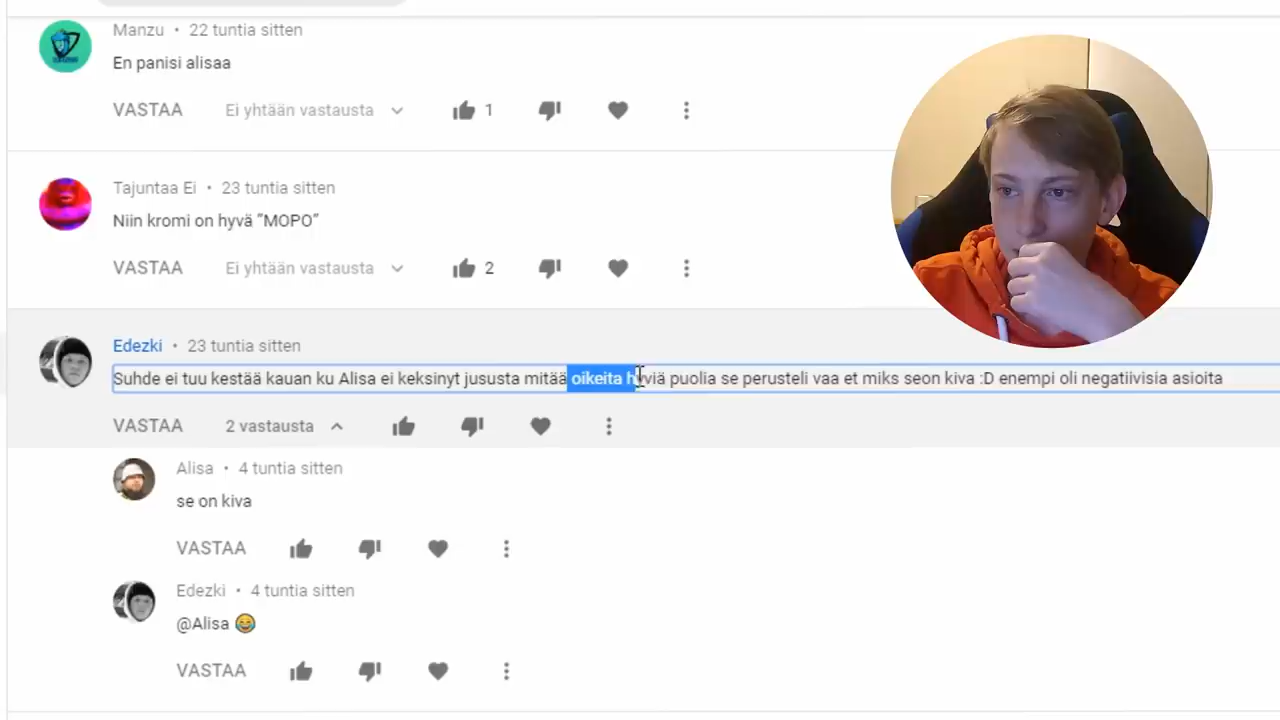 Manzu • 22 tuntia sitten
En panisi alisaa
VASTAA Ei yhtään vastausta 1
Tajuntaa Ei • 23 tuntia sitten
Niin kromi on hyvä ”MOPO”
VASTAA Ei yhtään vastausta 2
Edezki • 23 tuntia sitten
Suhde ei tuu kestää kauan ku Alisa ei keksinyt jususta mitää oikeita hyviä puolia se perusteli vaa et miks seon kiva :D enempi oli negatiivisia asioita
VASTAA 2 vastausta
Alisa • 4 tuntia sitten
se on kiva
VASTAA
Edezki • 4 tuntia sitten
@Alisa 😂
VASTAA